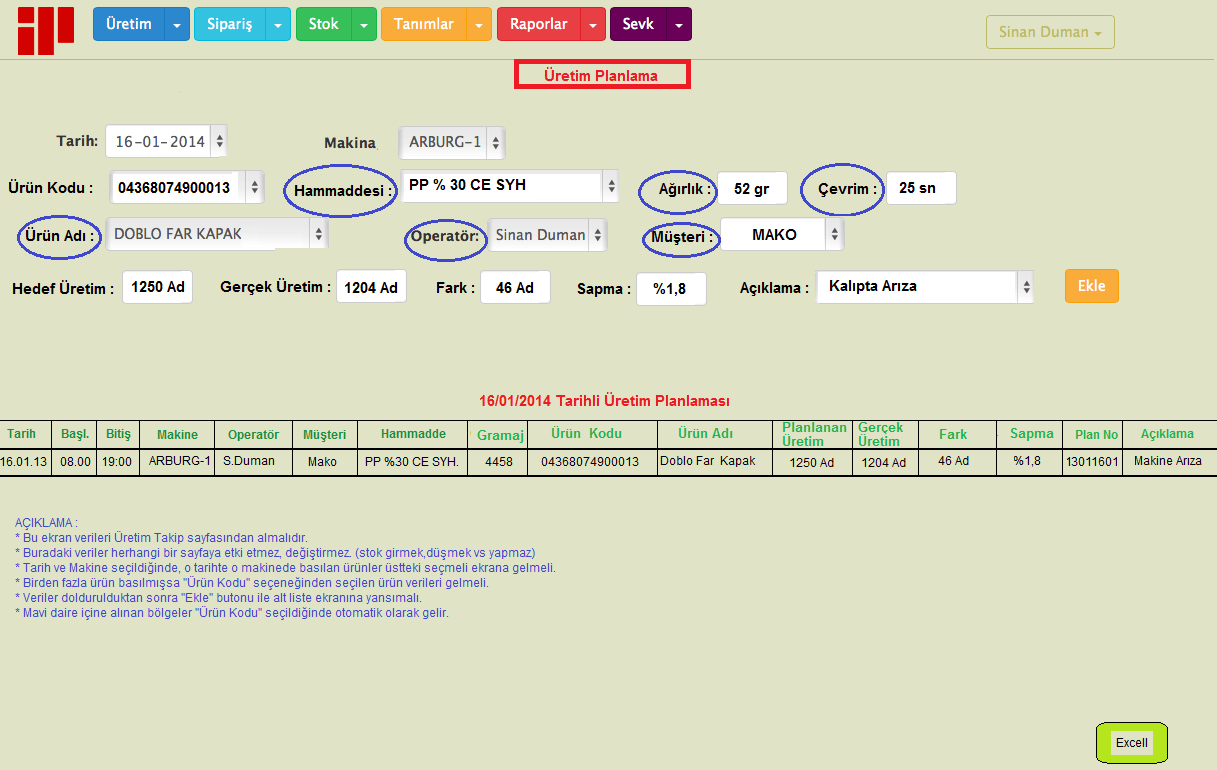 Üretim Sipariş Stok Tanımlar Raporlar Sevk Sinan Duman
Üretim Planlama
Tarih: 16-01-2014 Makina ARBURG-1
Ürün Kodu : 04368074900013 Hammaddesi : PP % 30 CE SYH Ağırlık : 52 gr Çevrim : 25 sn
Ürün Adı : DOBLO FAR KAPAK Operatör: Sinan Duman Müşteri : MAKO
Hedef Üretim : 1250 Ad Gerçek Üretim : 1204 Ad Fark : 46 Ad Sapma : %1,8 Açıklama : Kalıpta Arıza Ekle
16/01/2014 Tarihli Üretim Planlaması
Tarih Başl. Bitiş Makine Operatör Müşteri Hammadde Gramaj Ürün Kodu Ürün Adı Planlanan Üretim Gerçek Üretim Fark Sapma Plan No Açıklama
16.01.13 08.00 19:00 ARBURG-1 S.Duman Mako PP %30 CE SYH. 4458 04368074900013 Doblo Far Kapak 1250 Ad 1204 Ad 46 Ad %1,8 13011601 Makine Arıza
AÇIKLAMA :
* Bu ekran verileri Üretim Takip sayfasından almalıdır.
* Buradaki veriler herhangi bir sayfaya etki etmez, değiştirmez. (stok girmek,düşmek vs yapmaz)
* Tarih ve Makine seçildiğinde, o tarihte o makinede basılan ürünler üstteki seçmeli ekrana gelmeli.
* Birden fazla ürün basılmışsa "Ürün Kodu" seçeneğinden seçilen ürün verileri gelmeli.
* Veriler doldurulduktan sonra "Ekle" butonu ile alt liste ekranına yansımalı.
* Mavi daire içine alınan bölgeler "Ürün Kodu" seçildiğinde otomatik olarak gelir.
Excell